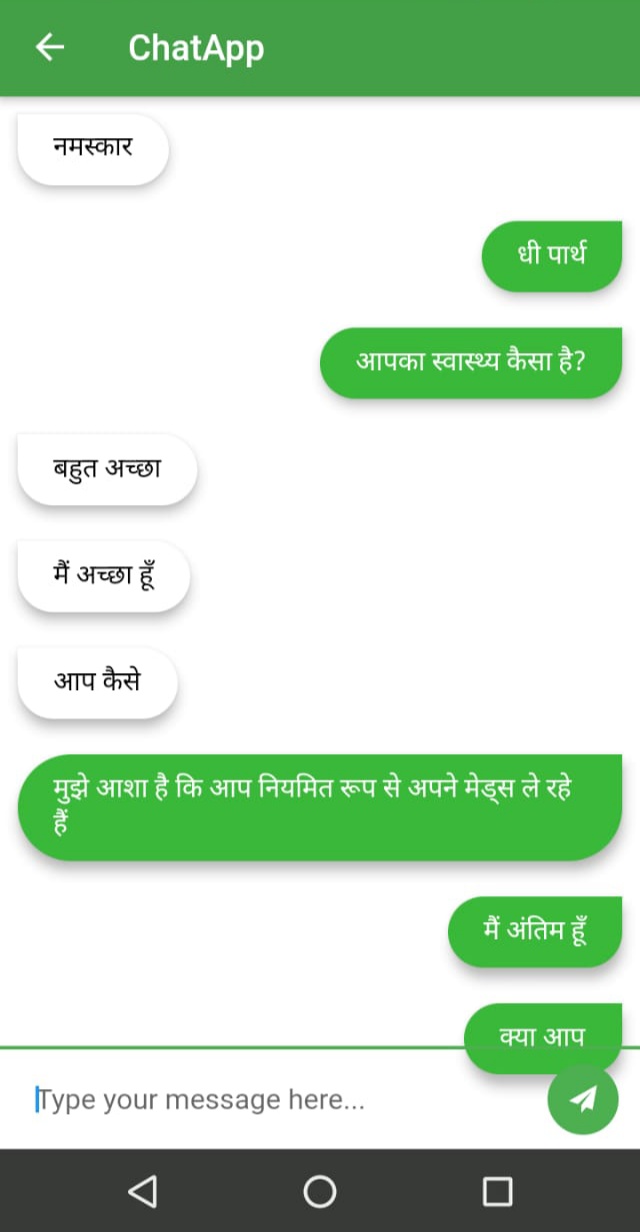 ChatApp
नमस्कार
धी पार्थ
आपका स्वास्थ्य कैसा है?
बहुत अच्छा
मैं अच्छा हूँ
आप कैसे
मुझे आशा है कि आप नियमित रूप से अपने मेड्स ले रहे
हैं
मैं अंतिम हूँ
क्या आप
Type your message here...